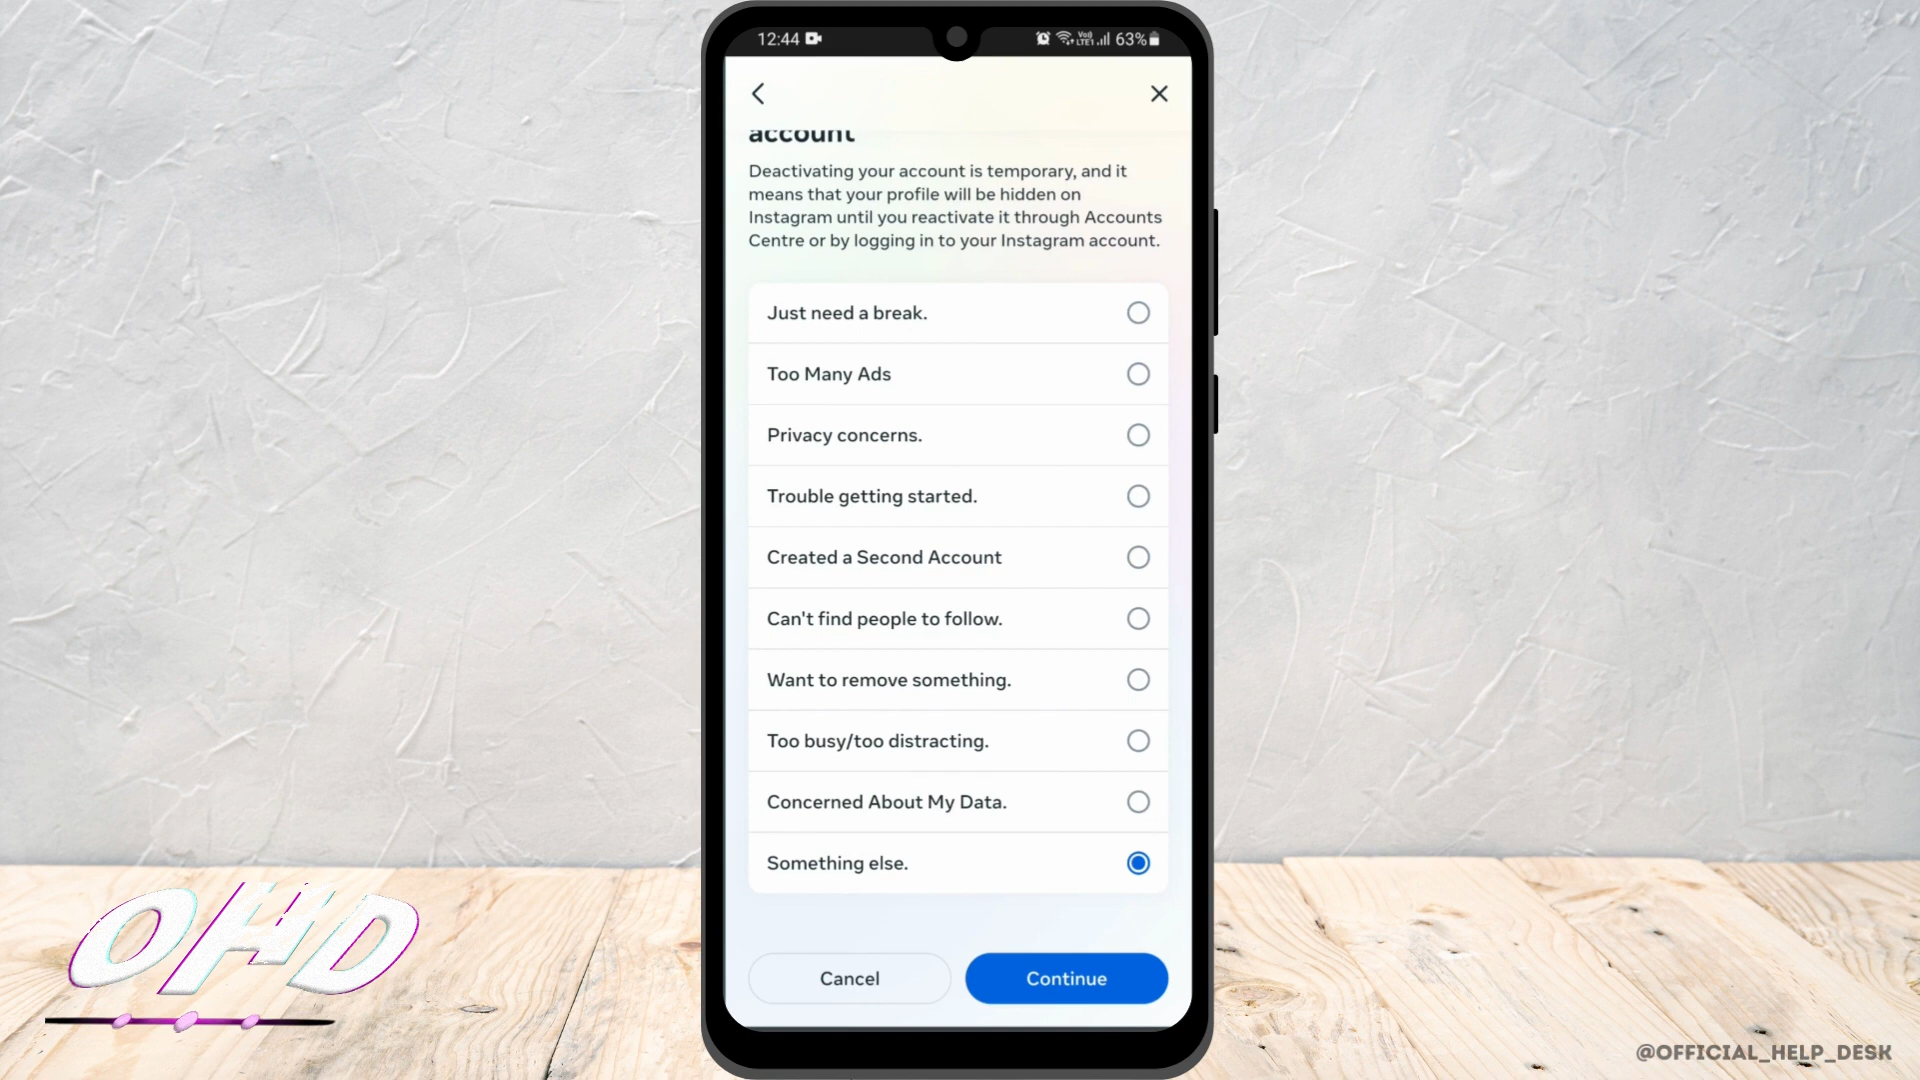 12:44
Vo) LTE1 63%
account
Deactivating your account is temporary, and it
means that your profile will be hidden on
Instagram until you reactivate it through Accounts
Centre or by logging in to your Instagram account.
Just need a break.
Too Many Ads
Privacy concerns.
Trouble getting started.
Created a Second Account
Can't find people to follow.
Want to remove something.
Too busy/too distracting.
Concerned About My Data.
Something else.
Cancel
Continue
OHD
@OFFICIAL_HELP_DESK